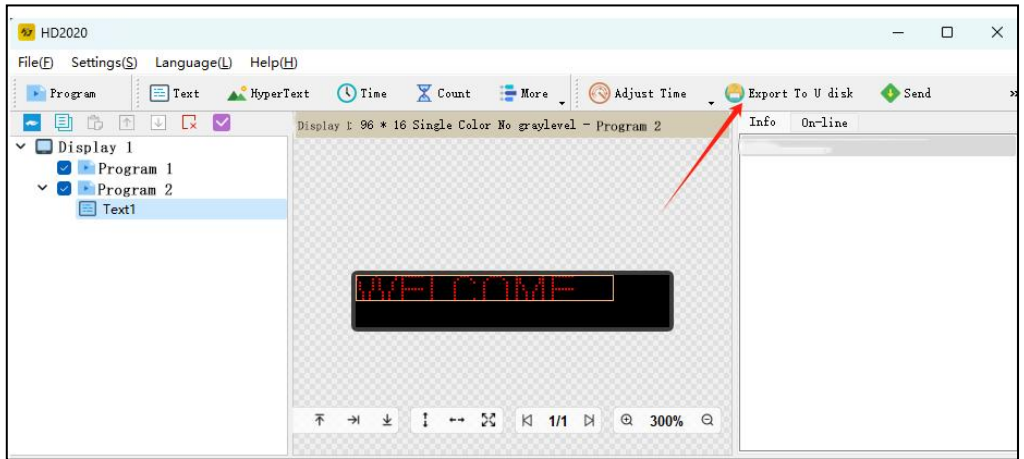 HD2020
File(F) Settings(S) Language(L) Help(H)
Program Text HyperText Time Count More Adjust Time Export To U disk Send »
Display 1: 96 * 16 Single Color No graylevel - Program 2
Info On-line
Display 1
Program 1
Program 2
Text1
WELCOME
1/1 300%